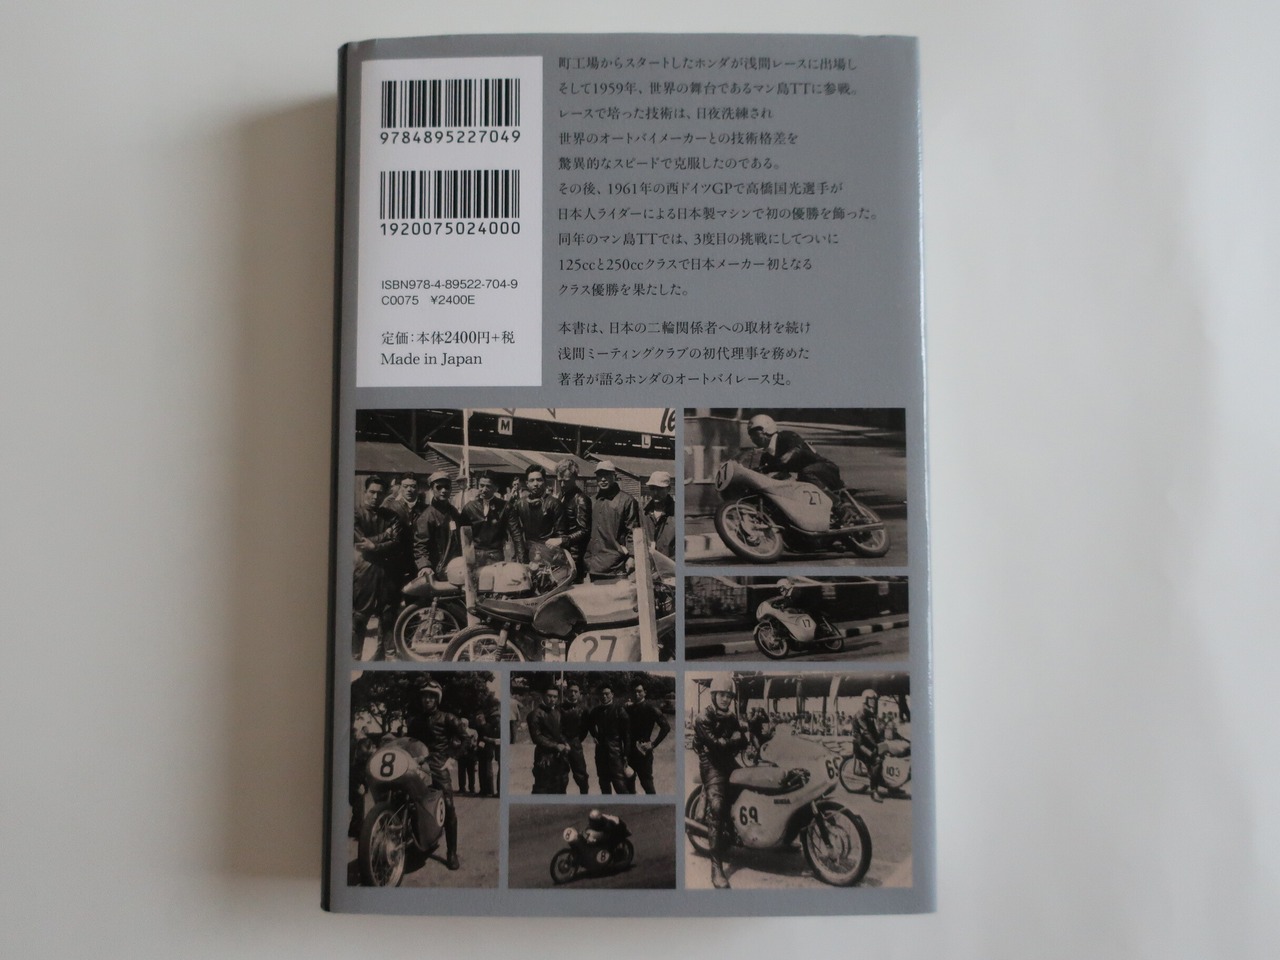 9784895227049
1920075024000
ISBN978-4-89522-704-9
C0075 ¥2400E
定価：本体2400円＋税
Made in Japan
町工場からスタートしたホンダが浅間レースに出場し
そして1959年、世界の舞台であるマン島TTに参戦。
レースで培った技術は、日夜洗練され
世界のオートバイメーカーとの技術格差を
驚異的なスピードで克服したのである。
その後、1961年の西ドイツGPで高橋国光選手が
日本人ライダーによる日本製マシンで初の優勝を飾った。
同年のマン島TTでは、3度目の挑戦にしてついに
125ccと250ccクラスで日本メーカー初となる
クラス優勝を果たした。
本書は、日本の二輪関係者への取材を続け
浅間ミーティングクラブの初代理事を務めた
著者が語るホンダのオートバイレース史。
M
L
27
27
27
17
8
8
69
69
HONDA
103